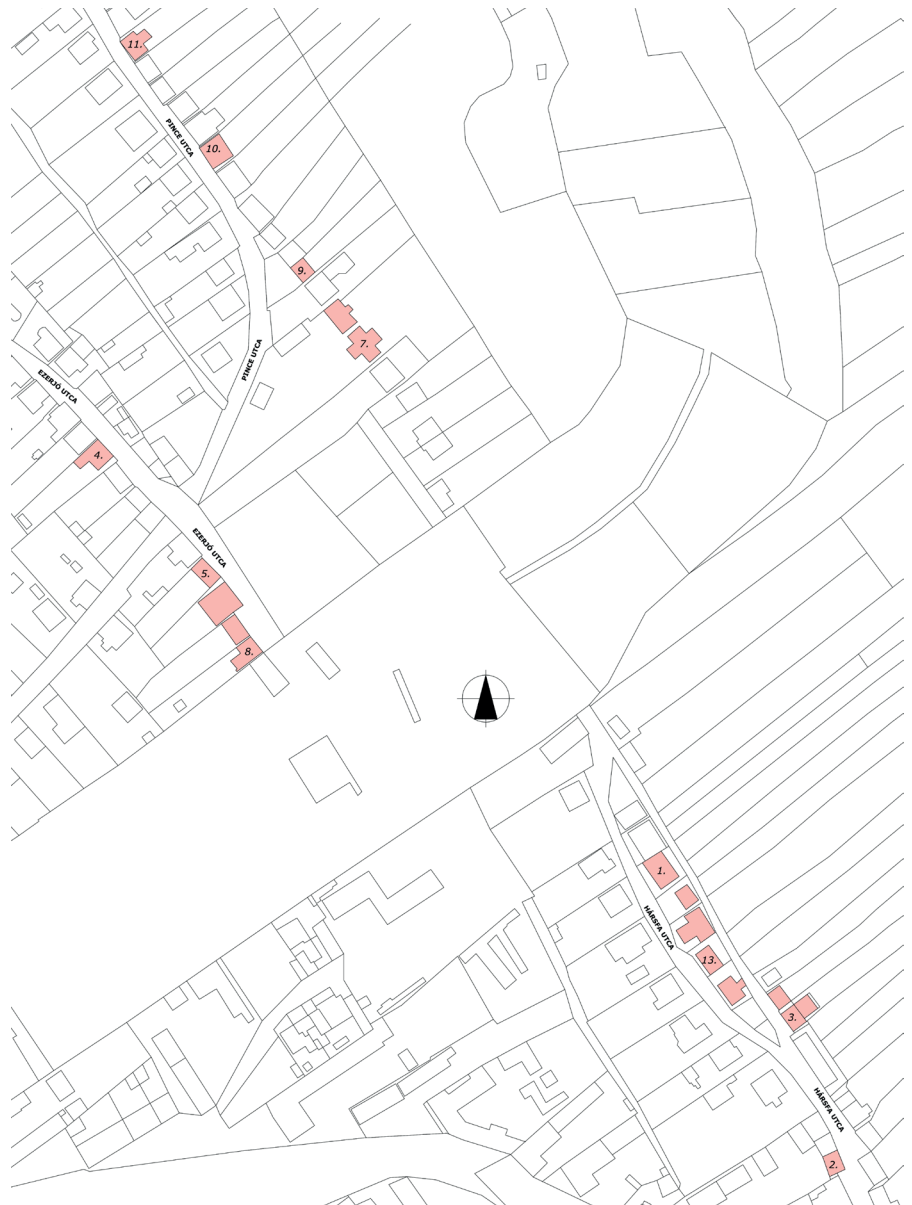 11.
PINCE UTCA
10.
9.
7.
PINCE UTCA
EZERJÓ UTCA
4.
EZERJÓ UTCA
5.
8.
1.
HÁRSFA UTCA
13.
3.
HÁRSFA UTCA
2.